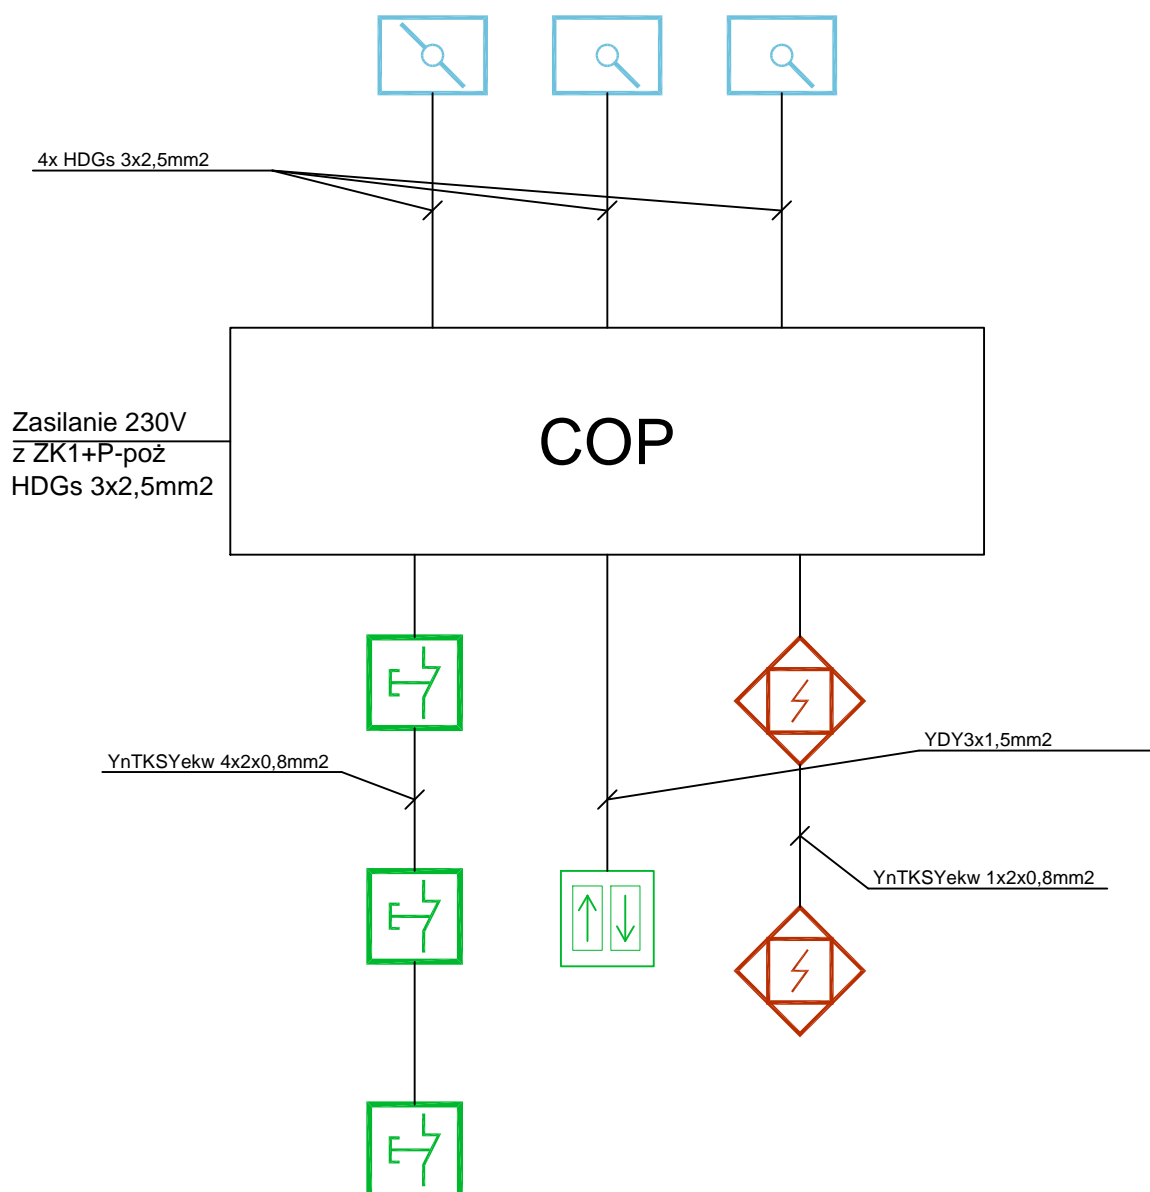 4x HDGs 3x2,5mm2
Zasilanie 230V
z ZK1+P-poż
HDGs 3x2,5mm2
COP
YnTKSYekw 4x2x0,8mm2
YDY3x1,5mm2
YnTKSYekw 1x2x0,8mm2